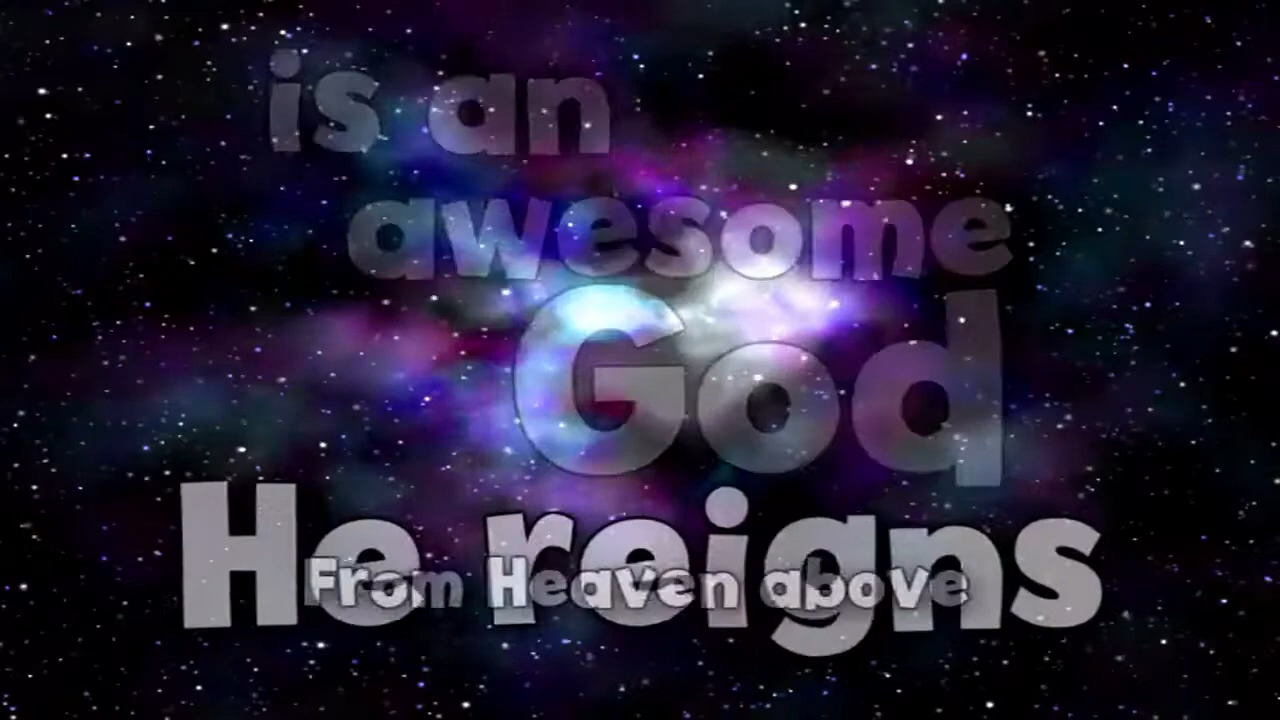 is an
awesome
God
He reigns
From Heaven above